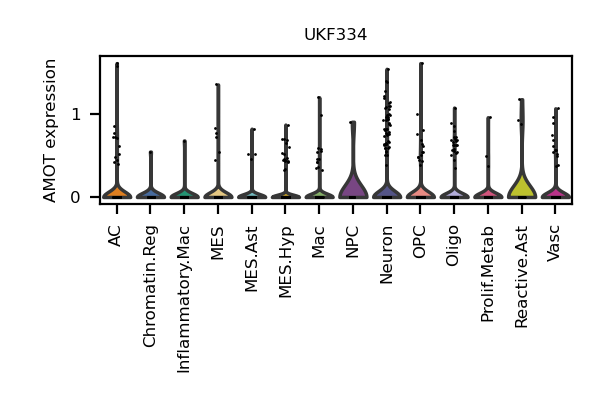 UKF334
AMOT expression
1
0
AC
Chromatin.Reg
Inflammatory.Mac
MES
MES.Ast
MES.Hyp
Mac
NPC
Neuron
OPC
Oligo
Prolif.Metab
Reactive.Ast
Vasc